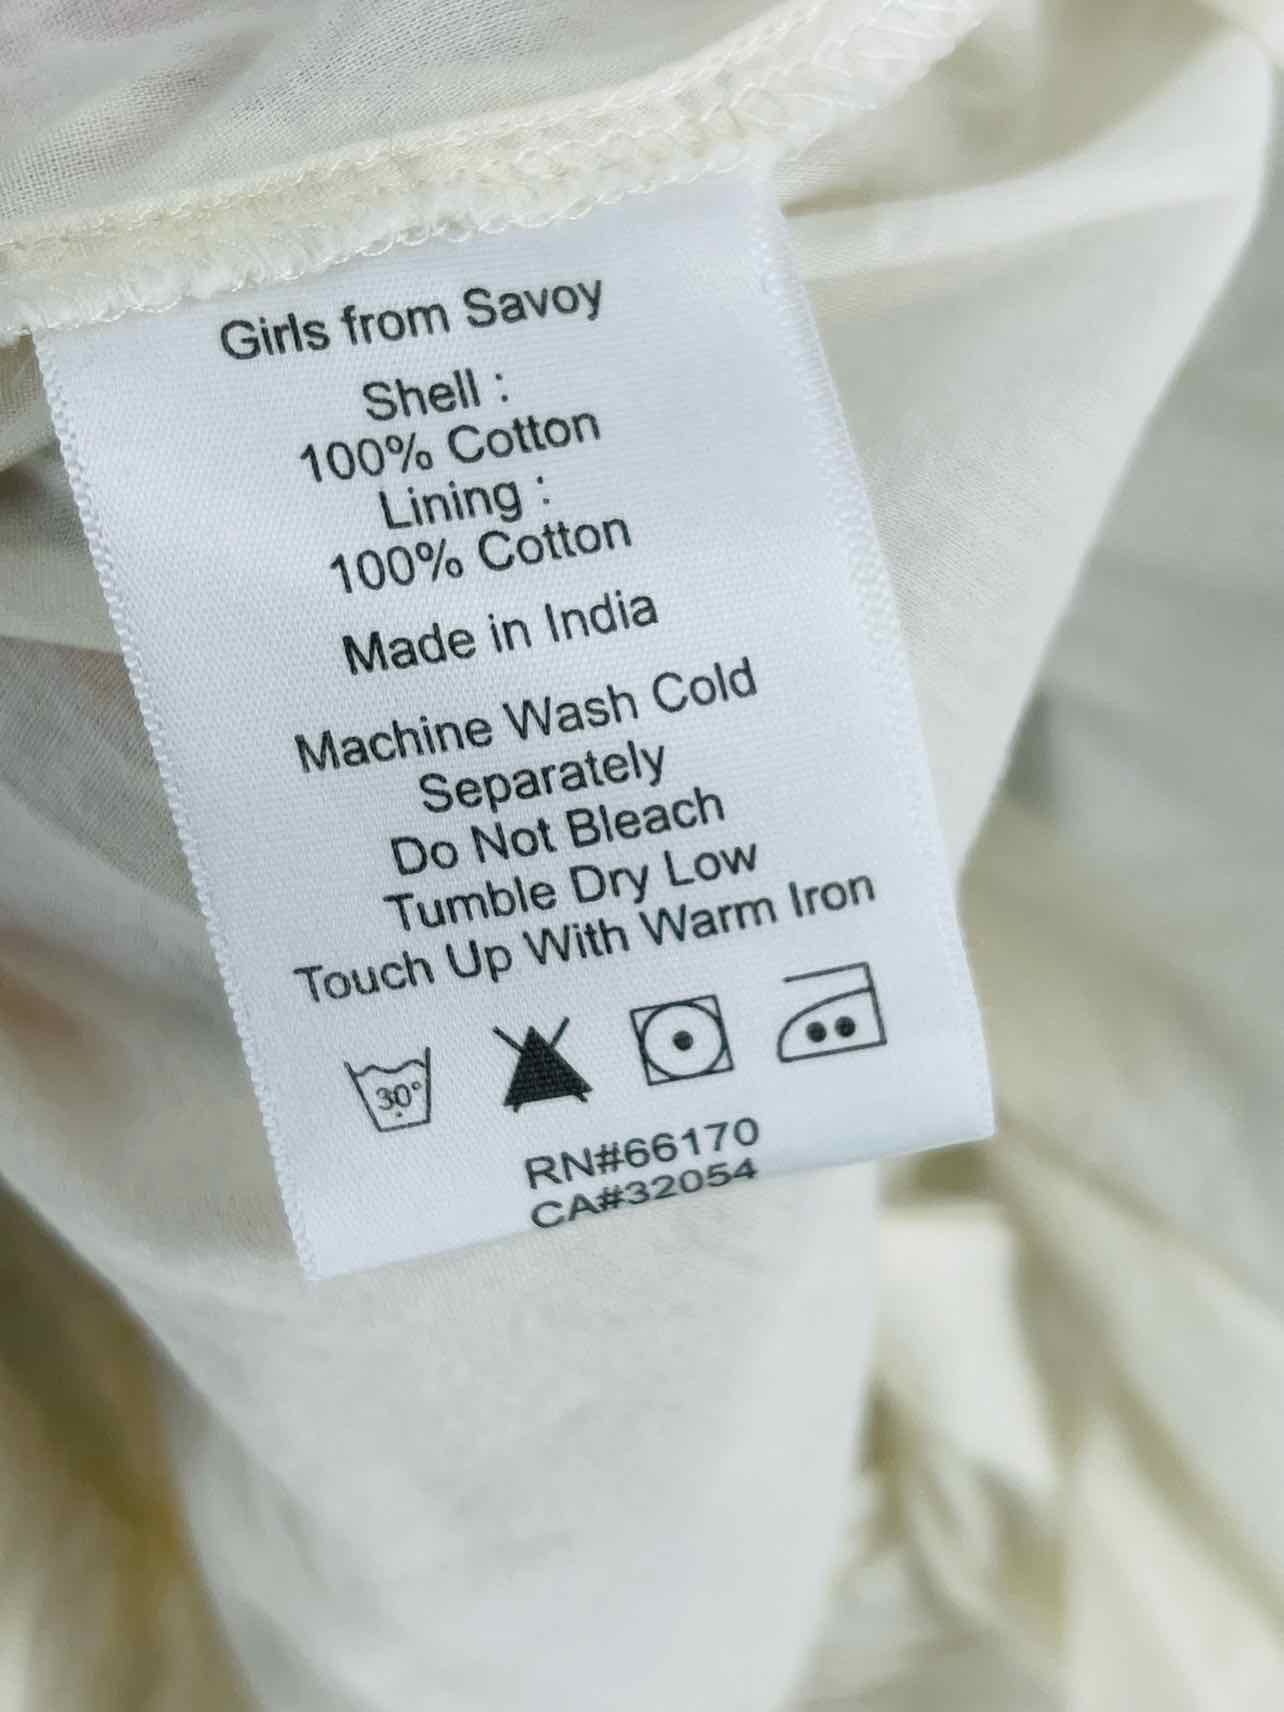 Girls from Savoy
Shell :
100% Cotton
Lining :
100% Cotton
Made in India
Machine Wash Cold
Separately
Do Not Bleach
Tumble Dry Low
Touch Up With Warm Iron
30°
RN#66170
CA#32054